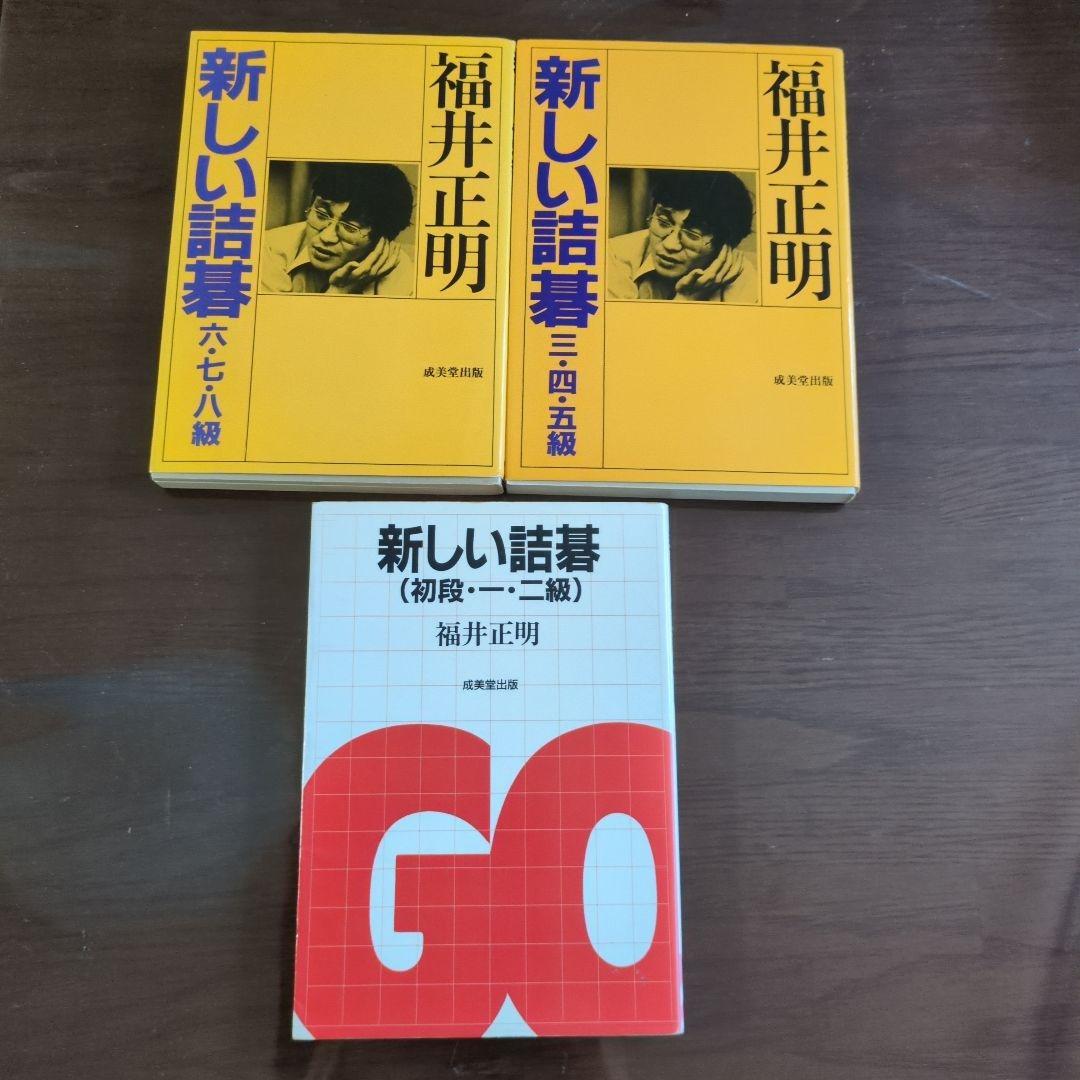 福井正明
新しい詰碁
六・七・八級
成美堂出版
福井正明
新しい詰碁
三・四・五級
成美堂出版
新しい詰碁
(初段・一・二級)
福井正明
成美堂出版
GO